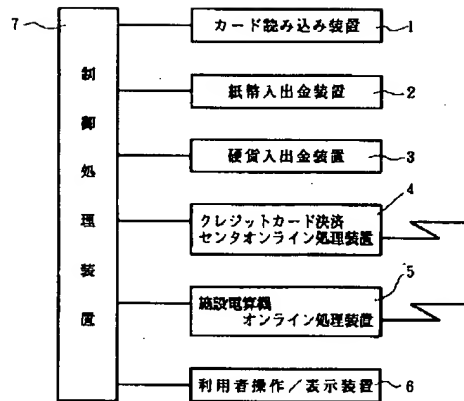 7
制御処理装置
カード読み込み装置
1
紙幣入出金装置
2
硬貨入出金装置
3
4
クレジットカード決済
センタオンライン処理装置
5
施設電算機
オンライン処理装置
利用者操作/表示装置
6